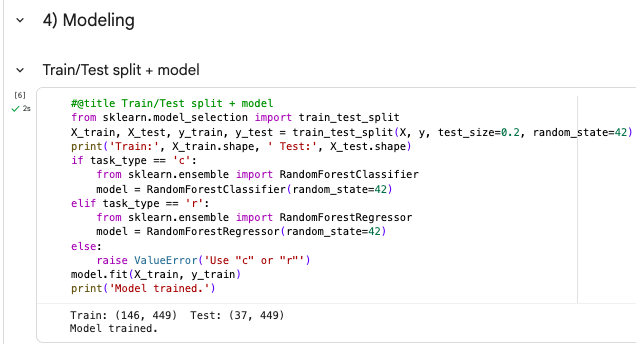 4) Modeling
Train/Test split + model
[6]
2s
#@title Train/Test split + model
from sklearn.model_selection import train_test_split
X_train, X_test, y_train, y_test = train_test_split(X, y, test_size=0.2, random_state=42)
print('Train:', X_train.shape, ' Test:', X_test.shape)
if task_type == 'c':
    from sklearn.ensemble import RandomForestClassifier
    model = RandomForestClassifier(random_state=42)
elif task_type == 'r':
    from sklearn.ensemble import RandomForestRegressor
    model = RandomForestRegressor(random_state=42)
else:
    raise ValueError('Use "c" or "r"')
model.fit(X_train, y_train)
print('Model trained.')
Train: (146, 449)  Test: (37, 449)
Model trained.